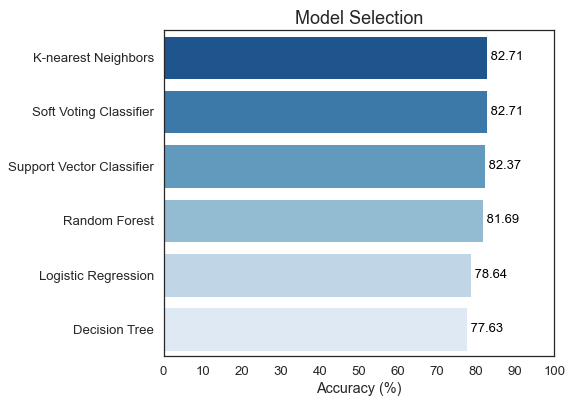 Model Selection
K-nearest Neighbors 82.71
Soft Voting Classifier 82.71
Support Vector Classifier 82.37
Random Forest 81.69
Logistic Regression 78.64
Decision Tree 77.63
0 10 20 30 40 50 60 70 80 90 100
Accuracy (%)